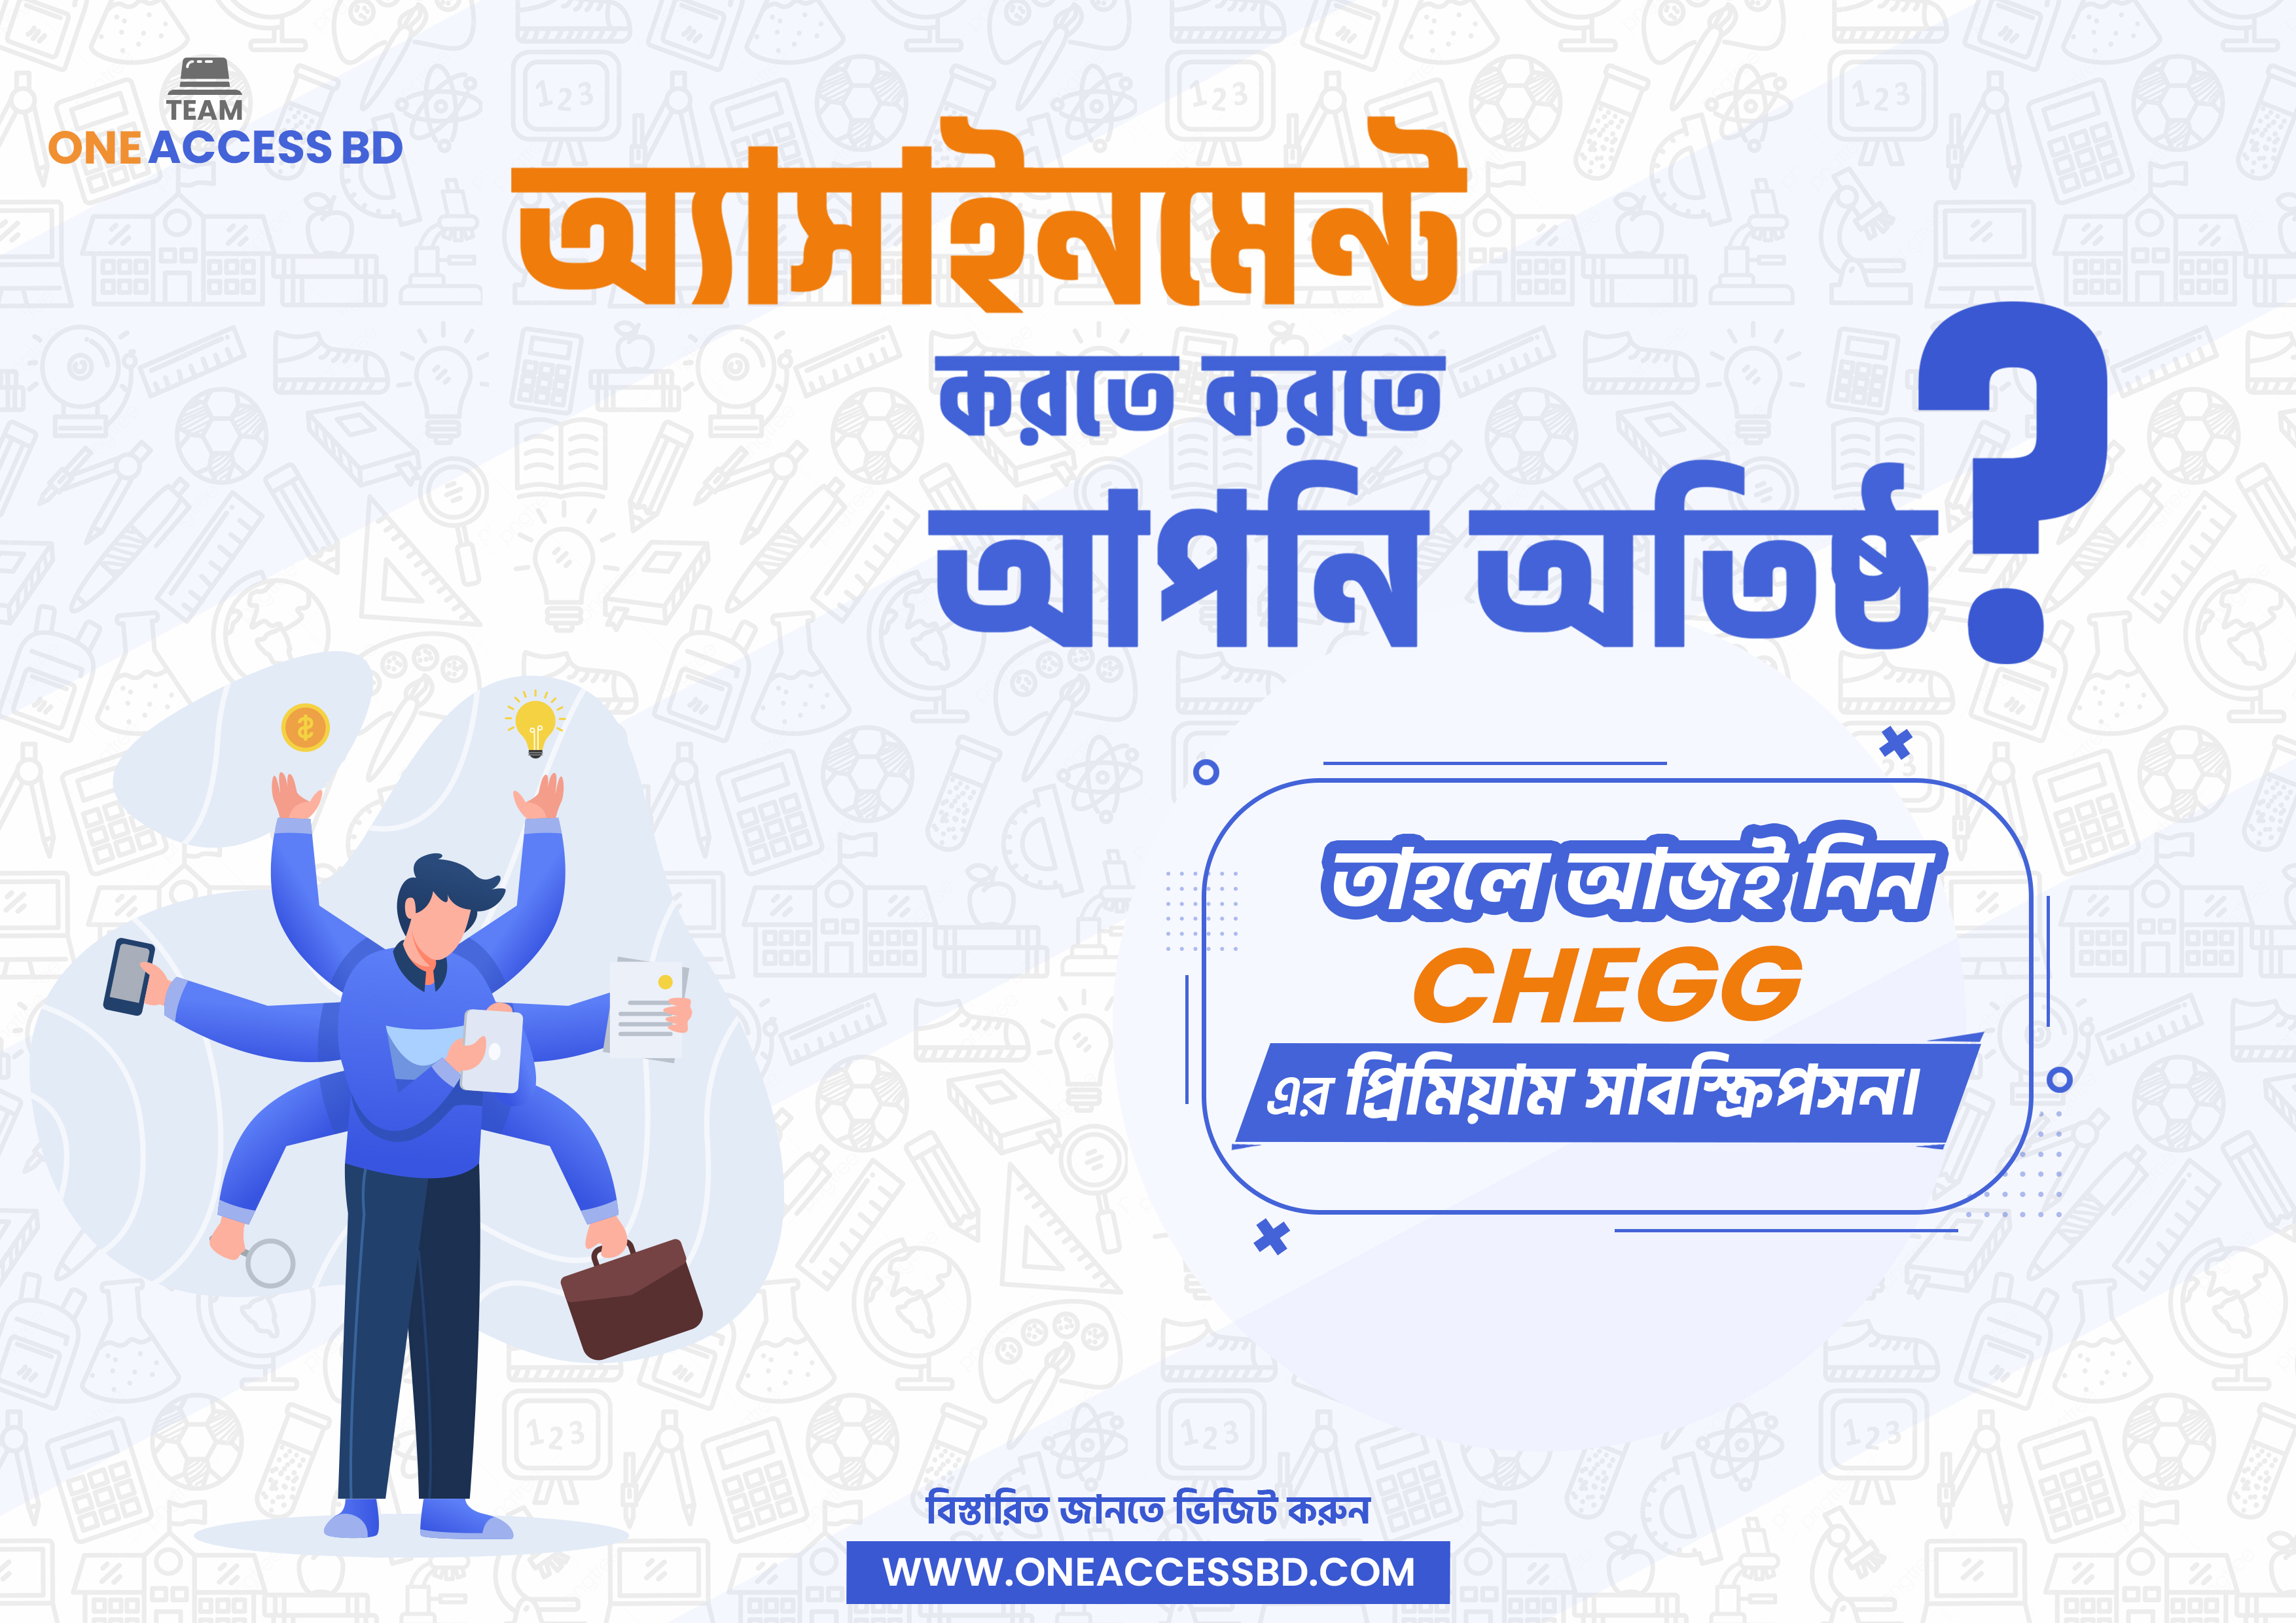 TEAM
ONE ACCESS BD
অ্যাসাইনমেন্ট
করতে করতে
আপনি অতিষ্ঠ?
তাহলে আজই নিন
CHEGG
এর প্রিমিয়াম সাবস্ক্রিপসন।
বিস্তারিত জানতে ভিজিট করুন
WWW.ONEACCESSBD.COM